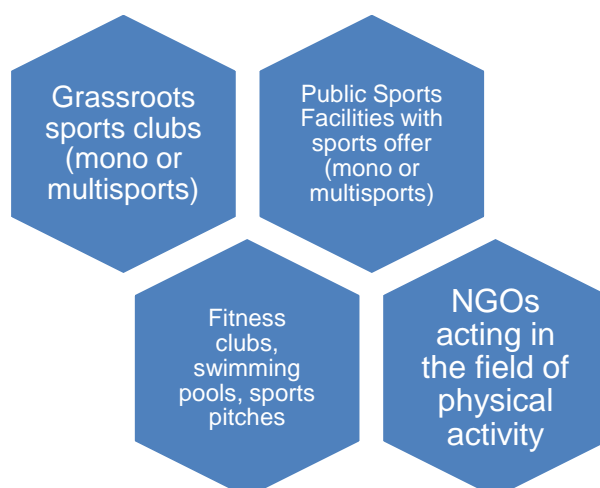 Grassroots
sports clubs
(mono or
multisports)
Public Sports
Facilities with
sports offer
(mono or
multisports)
Fitness
clubs,
swimming
pools, sports
pitches
NGOs
acting in
the field of
physical
activity